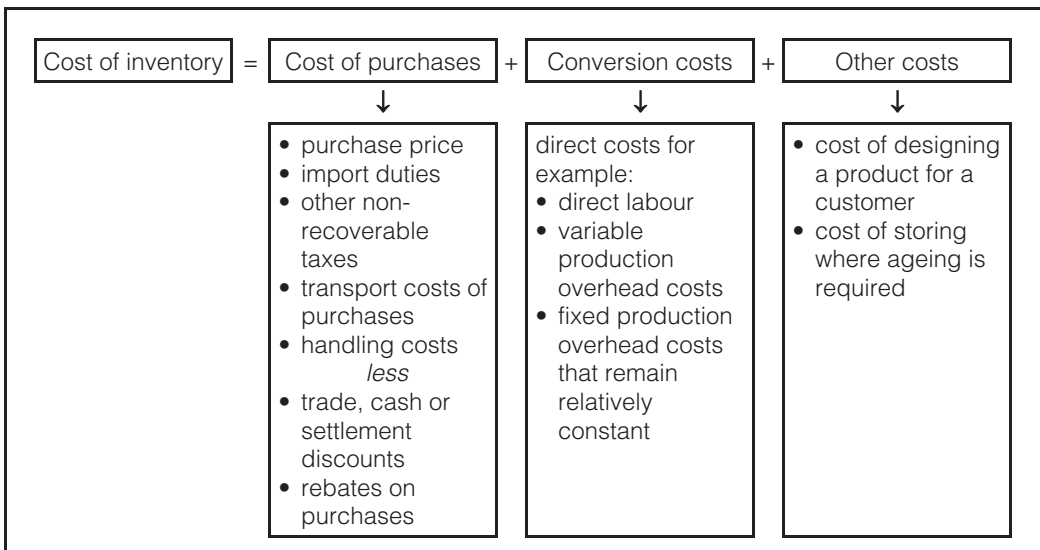 Cost of inventory = Cost of purchases + Conversion costs + Other costs
↓ ↓ ↓
• purchase price
• import duties
• other non-
recoverable
taxes
• transport costs of
purchases
• handling costs
less
• trade, cash or
settlement
discounts
• rebates on
purchases
direct costs for
example:
• direct labour
• variable
production
overhead costs
• fixed production
overhead costs
that remain
relatively
constant
• cost of designing
a product for a
customer
• cost of storing
where ageing is
required